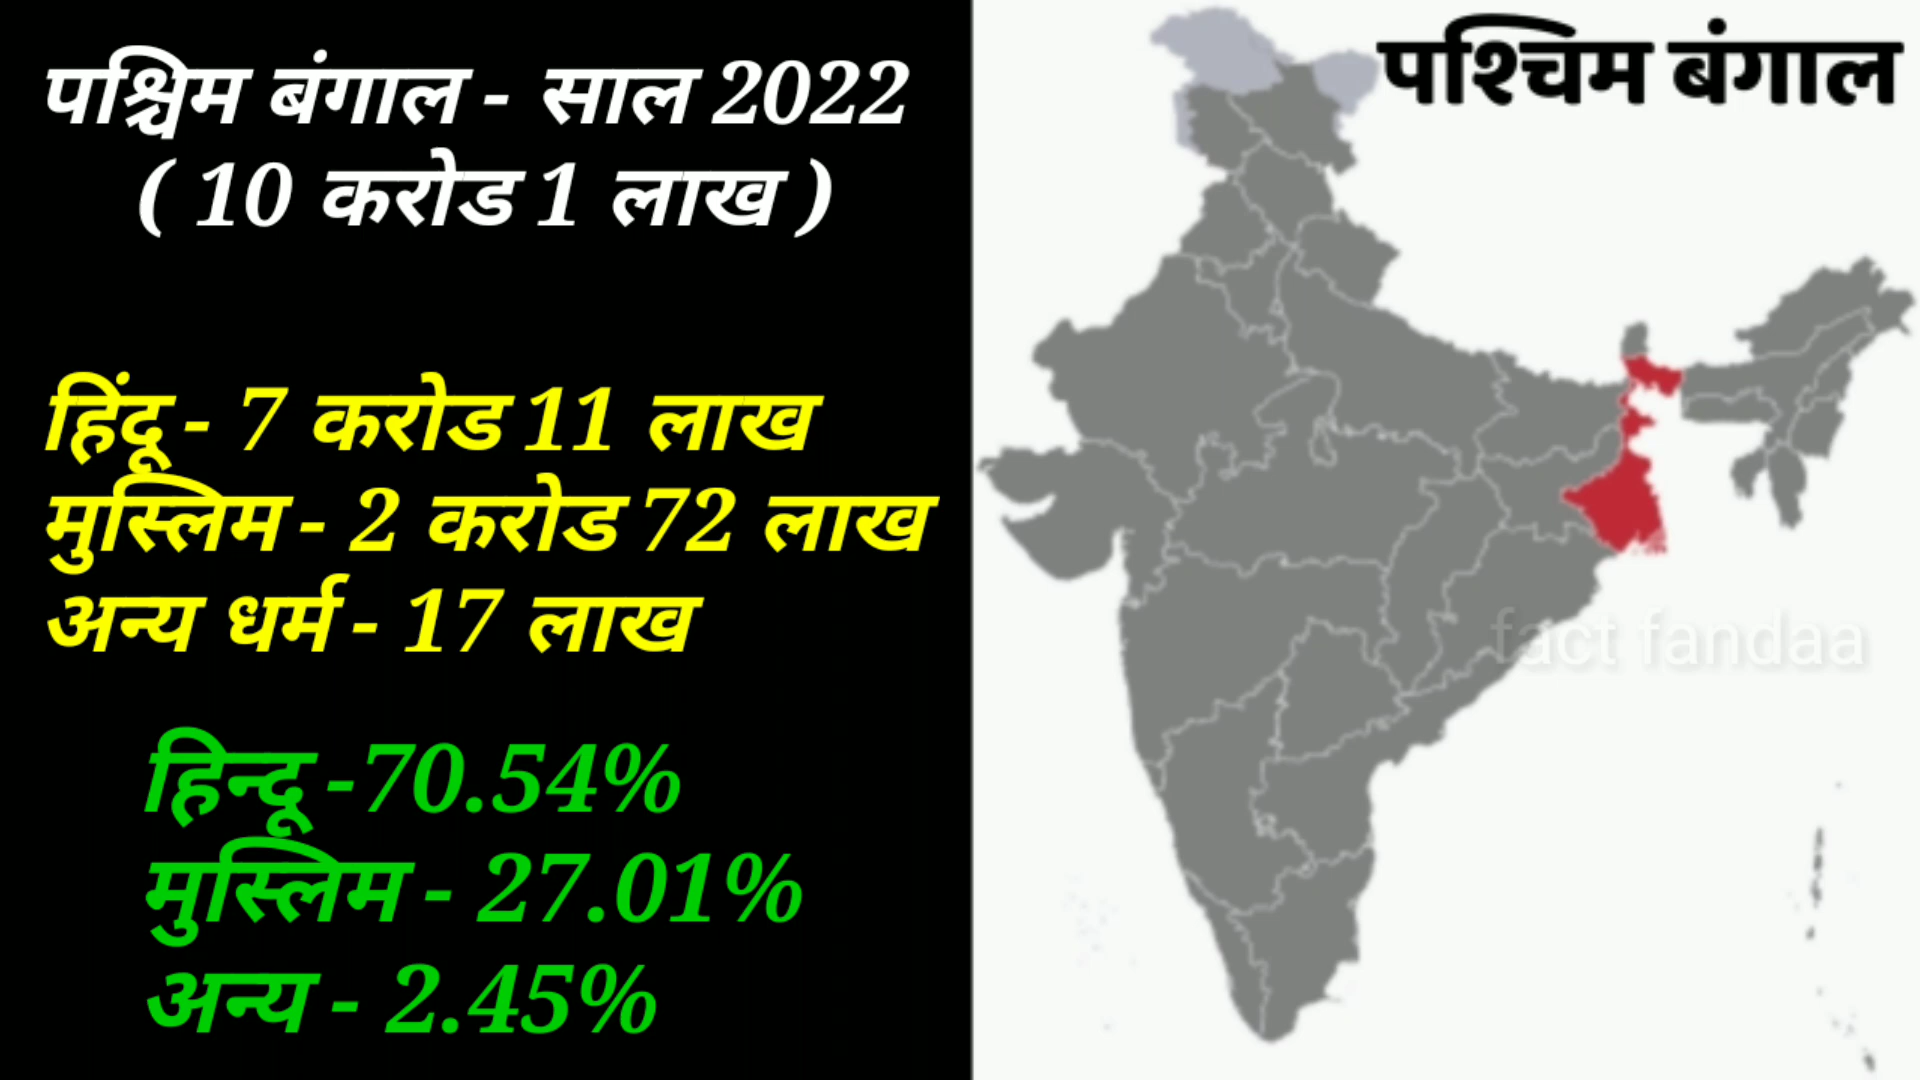 पश्चिम बंगाल - साल 2022
( 10 करोड 1 लाख )
हिंदू - 7 करोड 11 लाख
मुस्लिम - 2 करोड 72 लाख
अन्य धर्म - 17 लाख
हिन्दू -70.54%
मुस्लिम - 27.01%
अन्य - 2.45%
पश्चिम बंगाल
fact fandaa